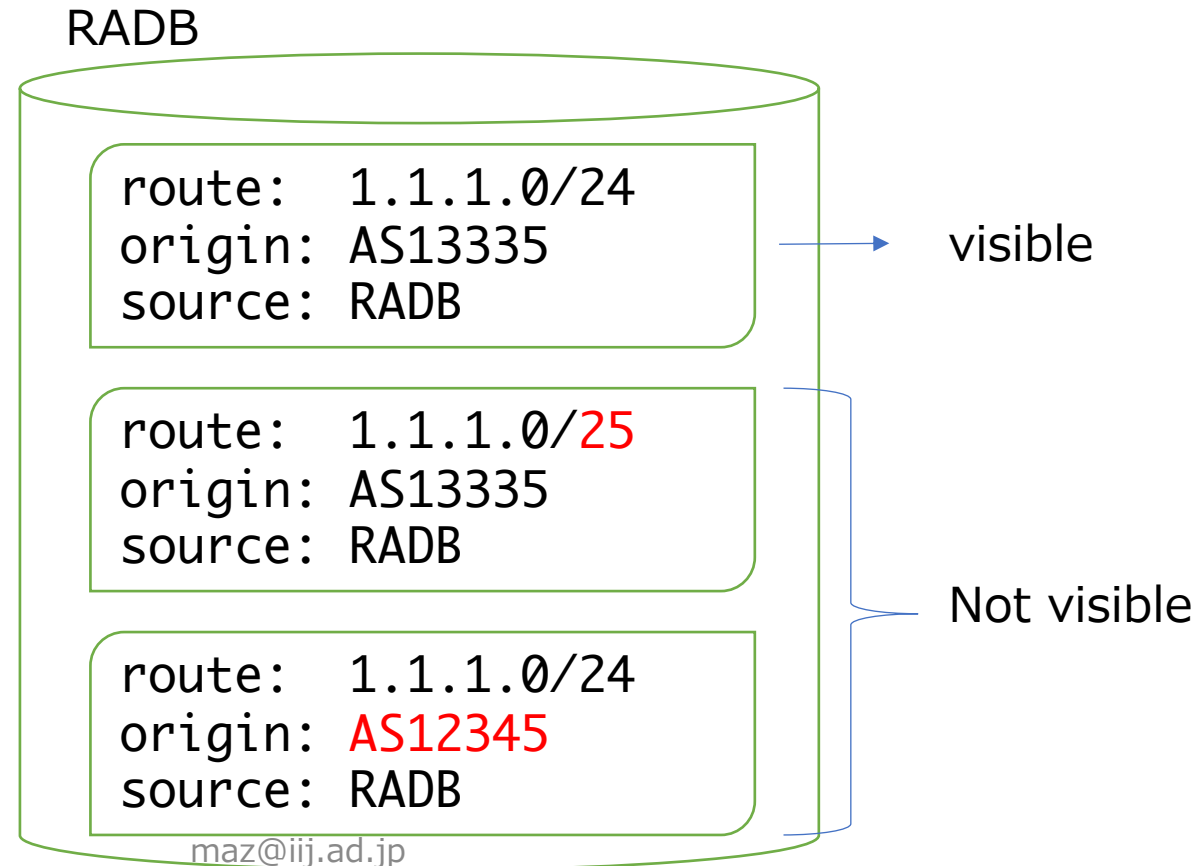 RADB
route:  1.1.1.0/24
origin: AS13335
source: RADB
visible
route:  1.1.1.0/25
origin: AS13335
source: RADB
Not visible
route:  1.1.1.0/24
origin: AS12345
source: RADB
maz@iij.ad.jp